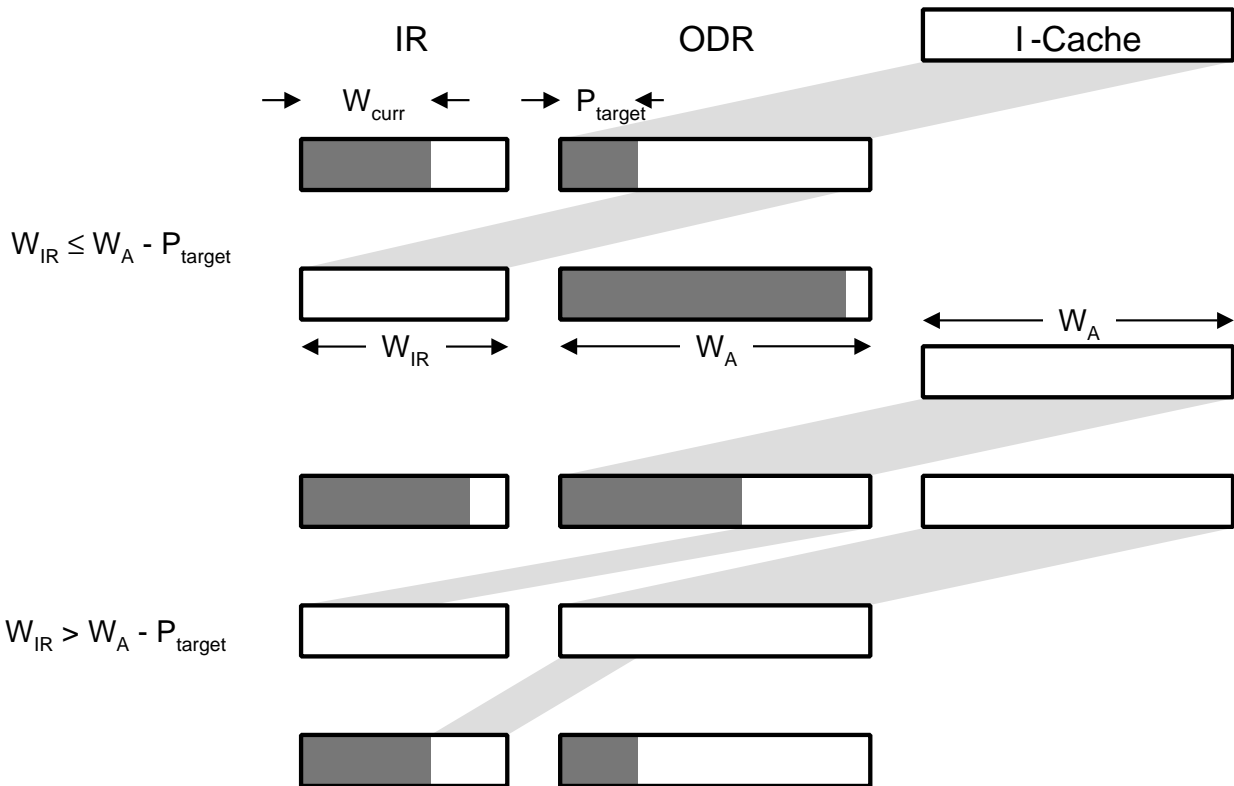 IR
ODR
I-Cache
W_curr
P_target
W_IR ≤ W_A - P_target
W_IR
W_A
W_A
W_IR > W_A - P_target